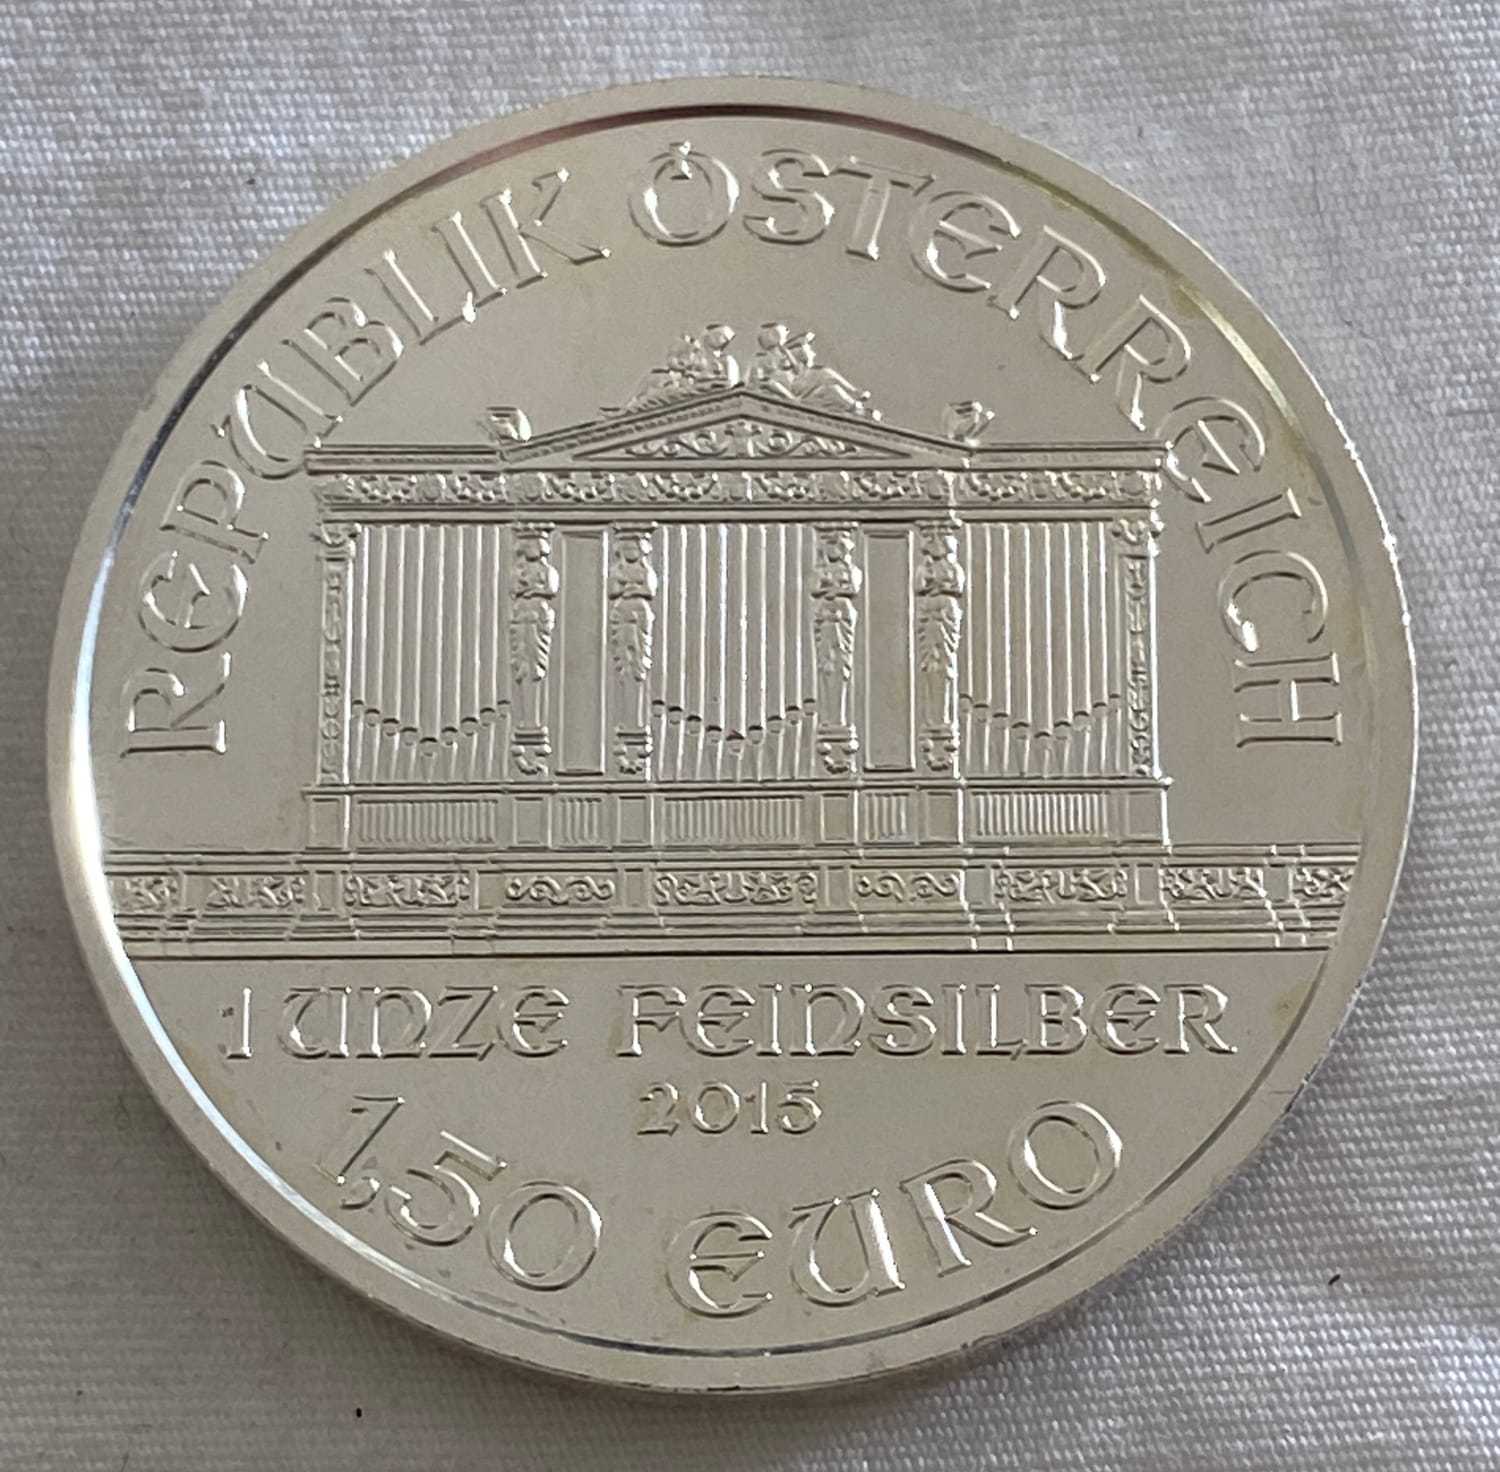 REPUBLIK ÖSTERREICH
1 UNZE FEINSILBER
2015
1,50 EURO